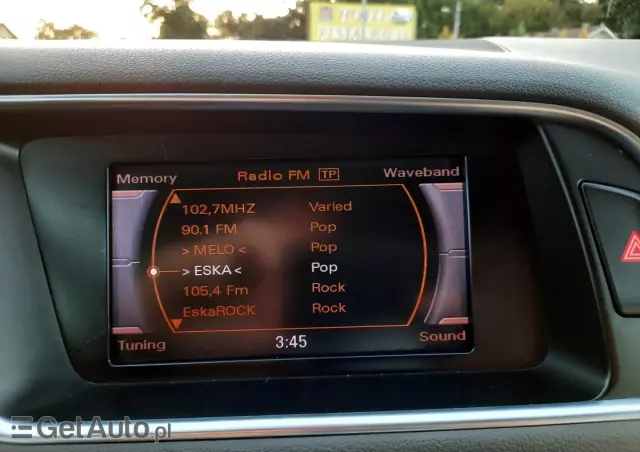 Memory
Radio FM TP
Waveband
102,7MHZ Varied
90.1 FM Pop
> MELO < Pop
> ESKA < Pop
105,4 Fm Rock
EskaROCK Rock
Tuning
3:45
Sound
GetAuto.pl